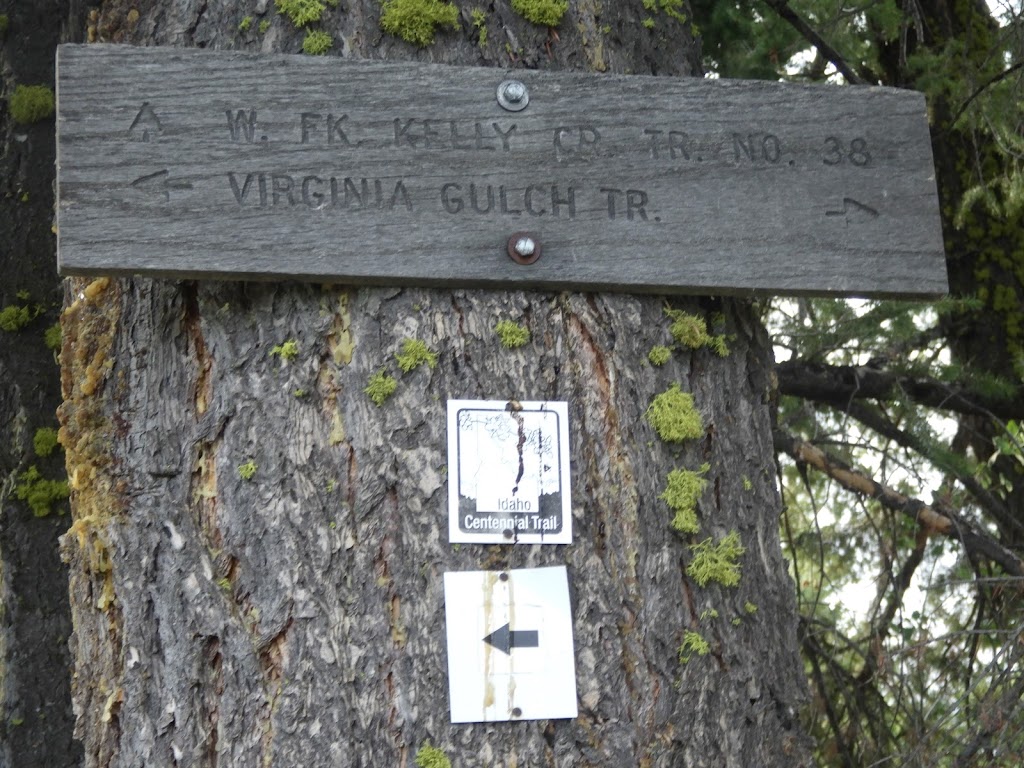 W. FK. KELLY CR. TR. NO. 38
VIRGINIA GULCH TR.
Idaho
Centennial Trail